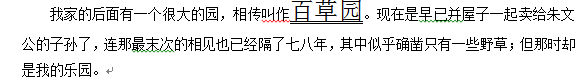 我家的后面有一个很大的园，相传叫作百草园。现在是早已并屋子一起卖给朱文
公的子孙了，连那最末次的相见也已经隔了七八年，其中似乎确凿只有一些野草；但那时却
是我的乐园。